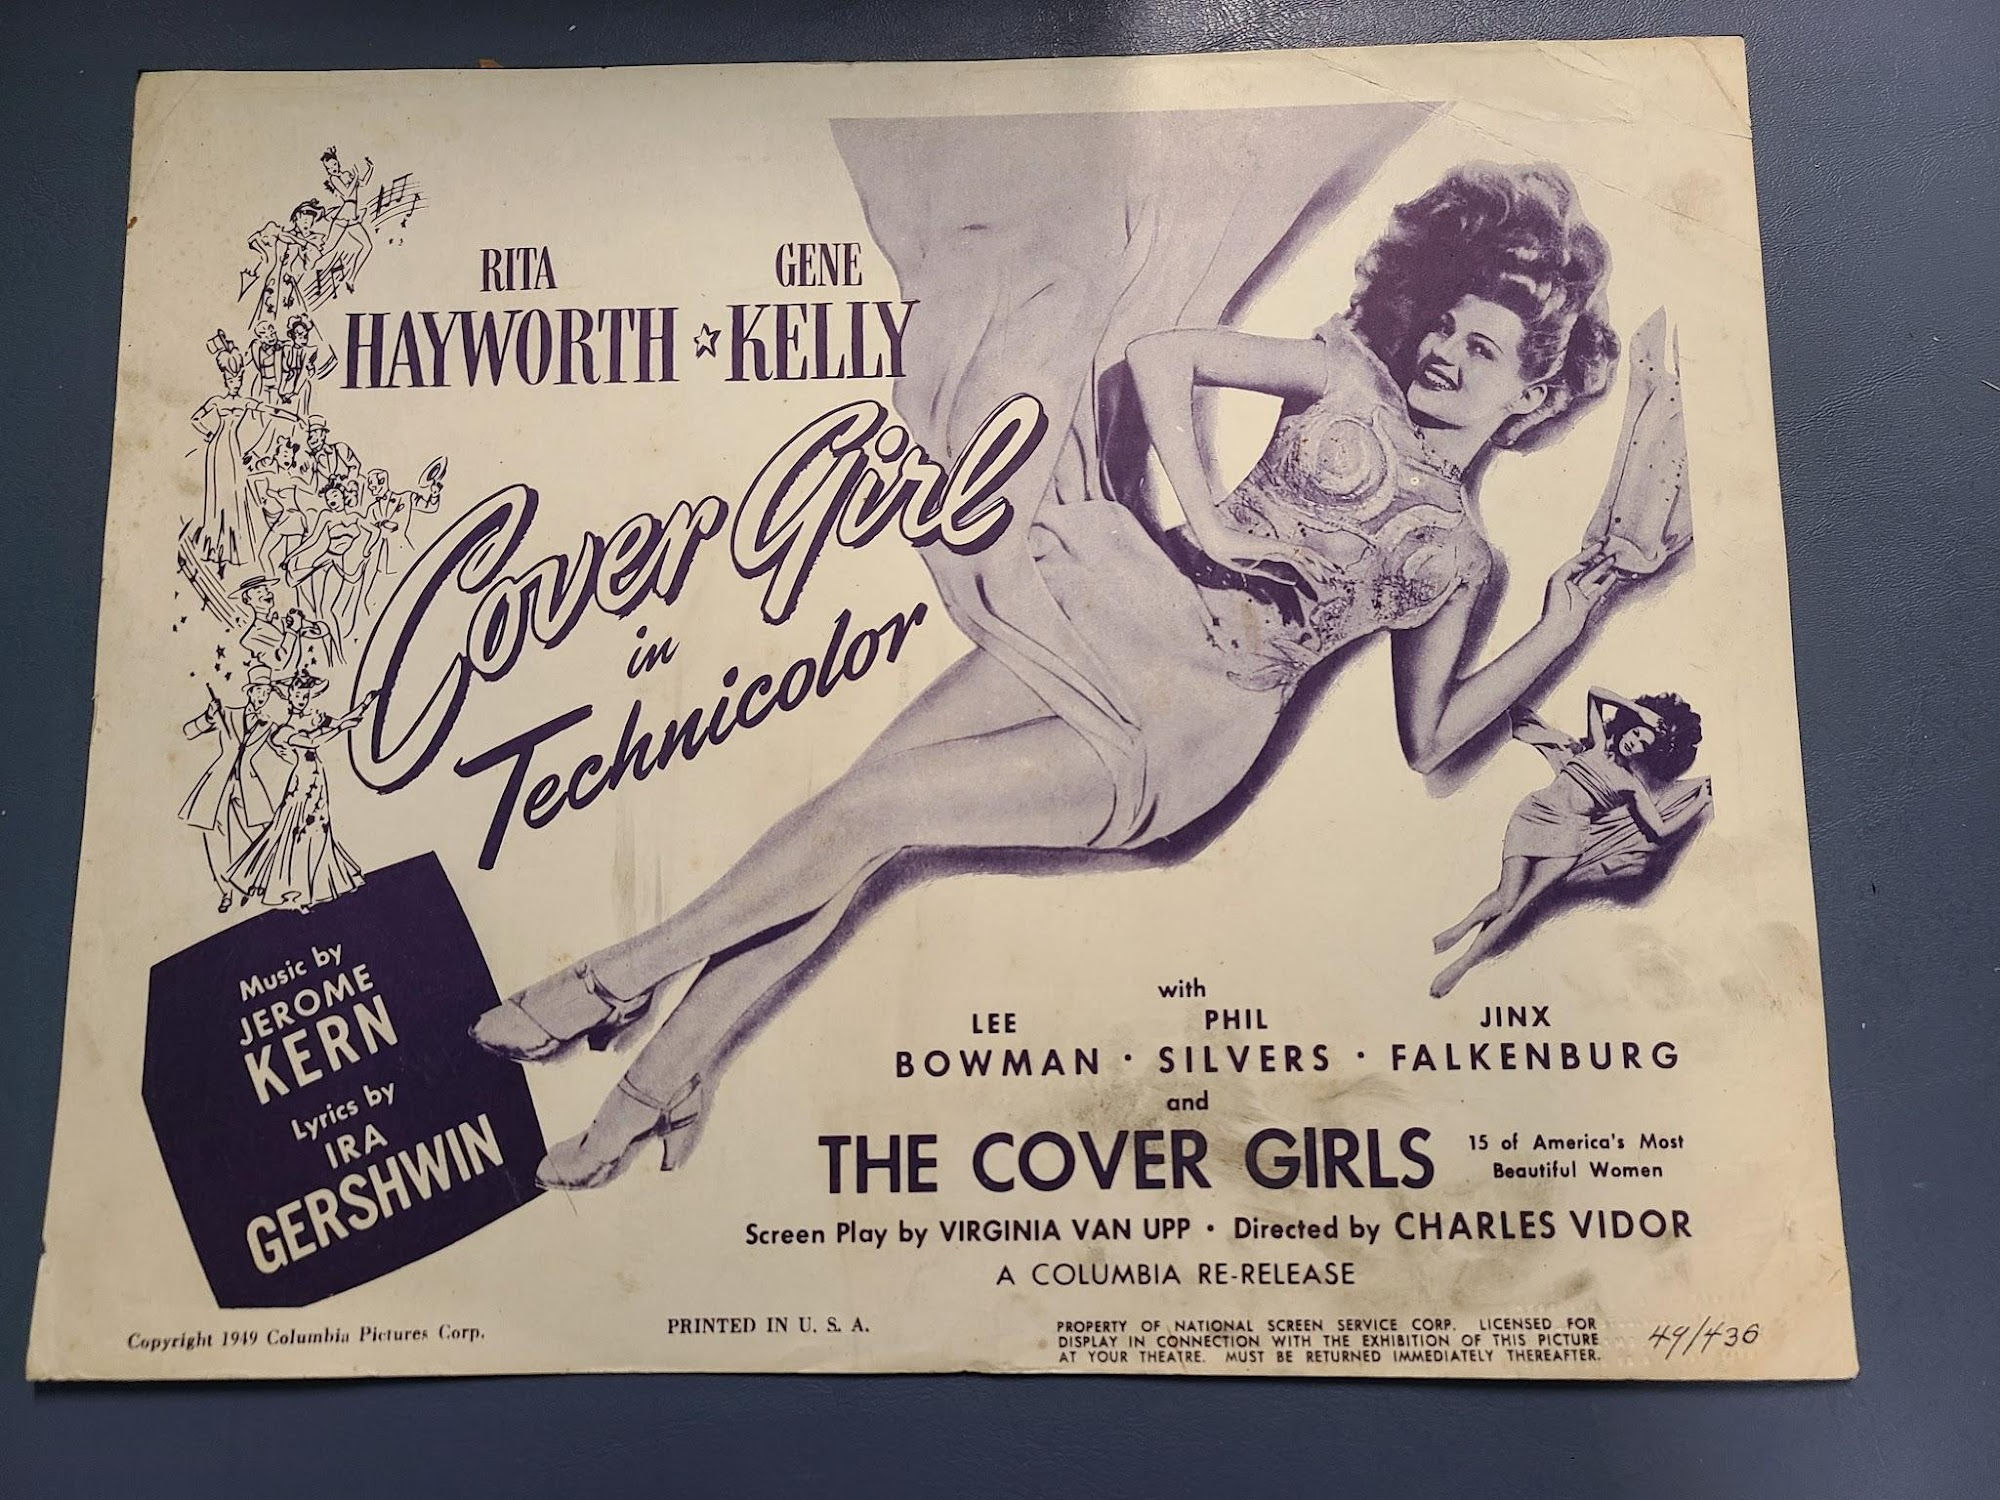 RITA GENE
HAYWORTH ☆ KELLY
Cover Girl
in
Technicolor
Music by
JEROME
KERN
Lyrics by
IRA
GERSHWIN
with
LEE PHIL JINX
BOWMAN · SILVERS · FALKENBURG
and
THE COVER GIRLS
15 of America's Most
Beautiful Women
Screen Play by VIRGINIA VAN UPP · Directed by CHARLES VIDOR
A COLUMBIA RE-RELEASE
Copyright 1949 Columbia Pictures Corp.
PRINTED IN U. S. A.
PROPERTY OF NATIONAL SCREEN SERVICE CORP. LICENSED FOR
DISPLAY IN CONNECTION WITH THE EXHIBITION OF THIS PICTURE
AT YOUR THEATRE. MUST BE RETURNED IMMEDIATELY THEREAFTER.
49/436